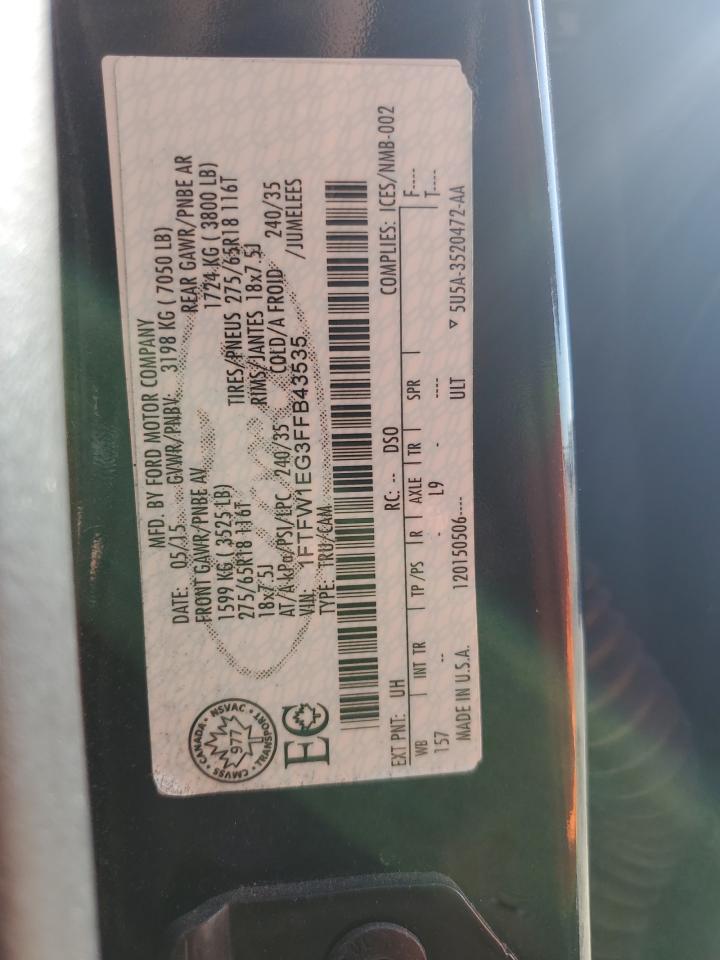 MFD. BY FORD MOTOR COMPANY
DATE: 05/15 GVWR/PNBV: 3198 KG ( 7050 LB)
FRONT GAWR/PNBE AV REAR GAWR/PNBE AR
1599 KG ( 3525 LB) 1724 KG ( 3800 LB)
275/65R18 116T TIRES/PNEUS 275/65R18 116T
18x7.5J RIMS/JANTES 18x7.5J
AT/A kPa/PSI/LPC 240/35 COLD/A FROID 240/35
VIN: 1FTFW1EG3FFB43535 /JUMELEES
TYPE: TRU/CAM
CANADA · NSVAC · TRANSPORT · CMVSS
977
EC
EXT PNT: UH RC: -- DSO COMPLIES: ICES/NMB-002
WB INT TR TP/PS R AXLE TR SPR F----
157 -- - L9 - ---- T----
MADE IN U.S.A. 120150506---- ULT ▿ 5U5A-3520472-AA